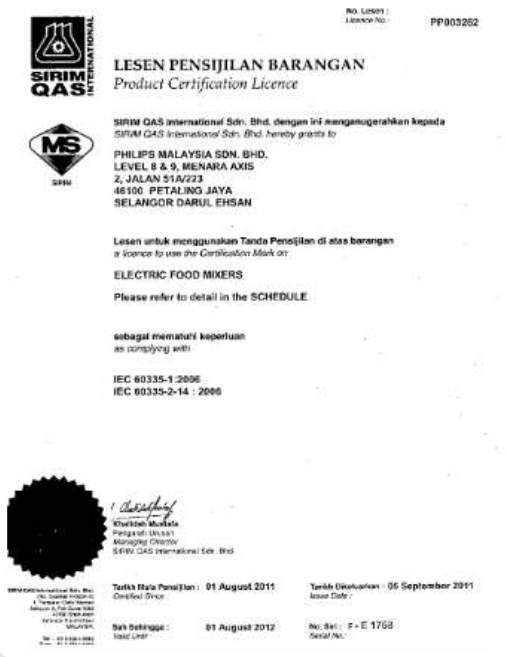 No. Lesen :
Licence No.:
PP003262
SIRIM
QAS
INTERNATIONAL
LESEN PENSIJILAN BARANGAN
Product Certification Licence
SIRIM QAS International Sdn. Bhd. dengan ini menganugerahkan kepada
SIRIM QAS International Sdn. Bhd. hereby grants to
MS
SIRIM
PHILIPS MALAYSIA SDN. BHD.
LEVEL 8 & 9, MENARA AXIS
2, JALAN 51A/223
46100 PETALING JAYA
SELANGOR DARUL EHSAN
Lesen untuk menggunakan Tanda Pensijilan di atas barangan
a licence to use the Certification Mark on
ELECTRIC FOOD MIXERS
Please refer to detail in the SCHEDULE
sebagai mematuhi keperluan
as complying with
IEC 60335-1:2006
IEC 60335-2-14 : 2006
Khalidah Mustafa
Pengarah Urusan
Managing Director
SIRIM QAS International Sdn. Bhd.
Tarikh Mula Pensijilan : 01 August 2011
Certified Since :
Tarikh Dikeluarkan : 05 September 2011
Issue Date :
Sah Sehingga : 01 August 2012
Valid Until :
No. Siri : F - E 1768
Serial No.:
SIRIM QAS International Sdn. Bhd.